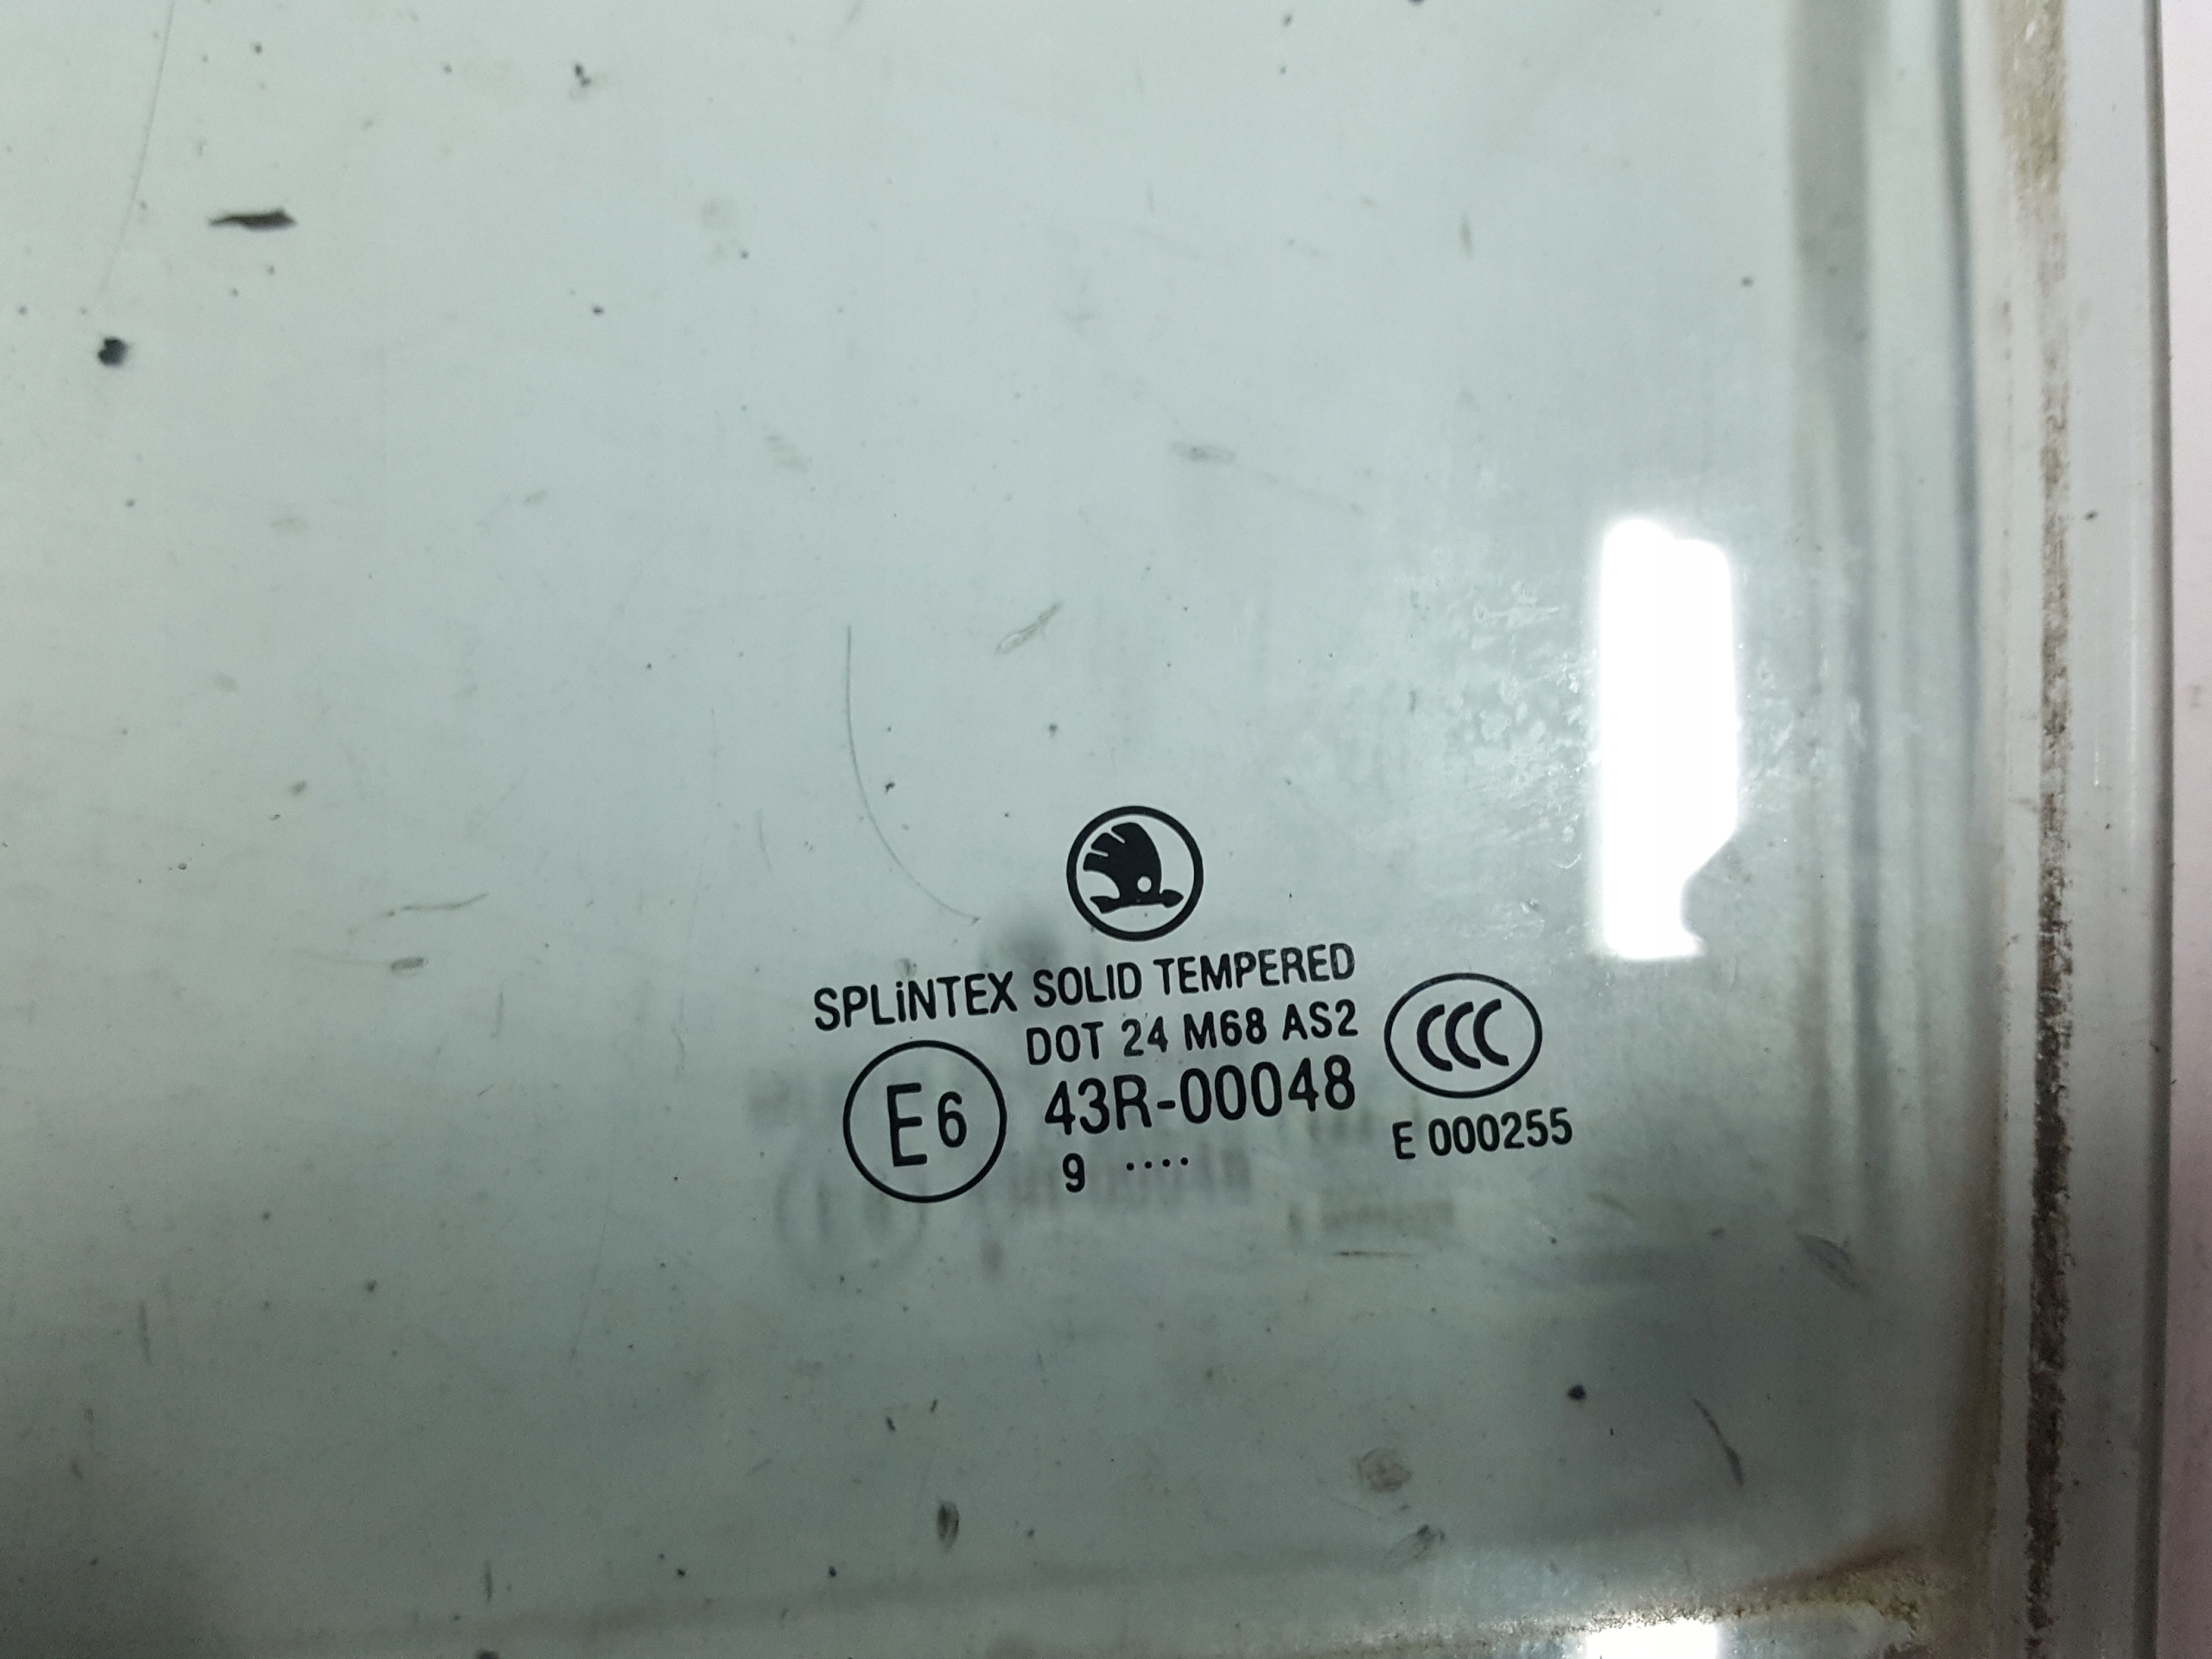 SPLiNTEX SOLID TEMPERED
DOT 24 M68 AS2
CCC
E6 43R-00048
E 000255
9 ....